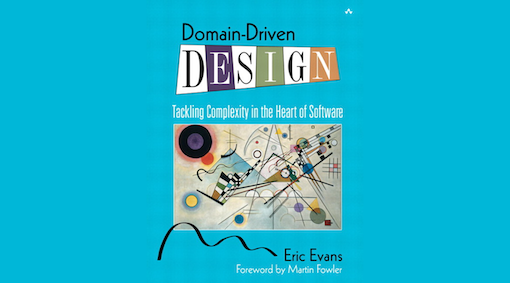 Domain-Driven
DESIGN
Tackling Complexity in the Heart of Software
Eric Evans
Foreword by Martin Fowler